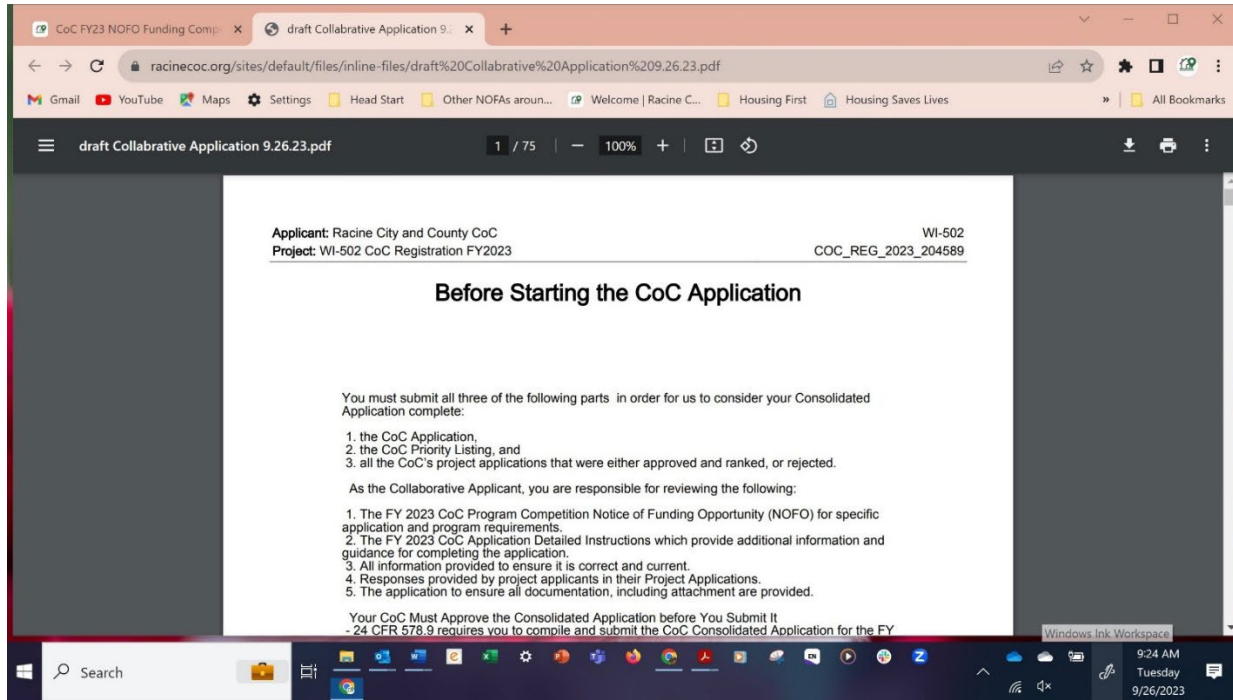 CoC FY23 NOFO Funding Comp
draft Collabrative Application 9.2
racinecoc.org/sites/default/files/inline-files/draft%20Collabrative%20Application%209.26.23.pdf
Gmail YouTube Maps Settings Head Start Other NOFAs aroun... Welcome | Racine C... Housing First Housing Saves Lives » All Bookmarks
draft Collabrative Application 9.26.23.pdf 1 / 75 100%
Applicant: Racine City and County CoC WI-502
Project: WI-502 CoC Registration FY2023 COC_REG_2023_204589
Before Starting the CoC Application
You must submit all three of the following parts in order for us to consider your Consolidated
Application complete:
1. the CoC Application,
2. the CoC Priority Listing, and
3. all the CoC's project applications that were either approved and ranked, or rejected.
As the Collaborative Applicant, you are responsible for reviewing the following:
1. The FY 2023 CoC Program Competition Notice of Funding Opportunity (NOFO) for specific
application and program requirements.
2. The FY 2023 CoC Application Detailed Instructions which provide additional information and
guidance for completing the application.
3. All information provided to ensure it is correct and current.
4. Responses provided by project applicants in their Project Applications.
5. The application to ensure all documentation, including attachment are provided.
Your CoC Must Approve the Consolidated Application before You Submit It
- 24 CFR 578.9 requires you to compile and submit the CoC Consolidated Application for the FY
Windows Ink Workspace
Search
9:24 AM
Tuesday
9/26/2023